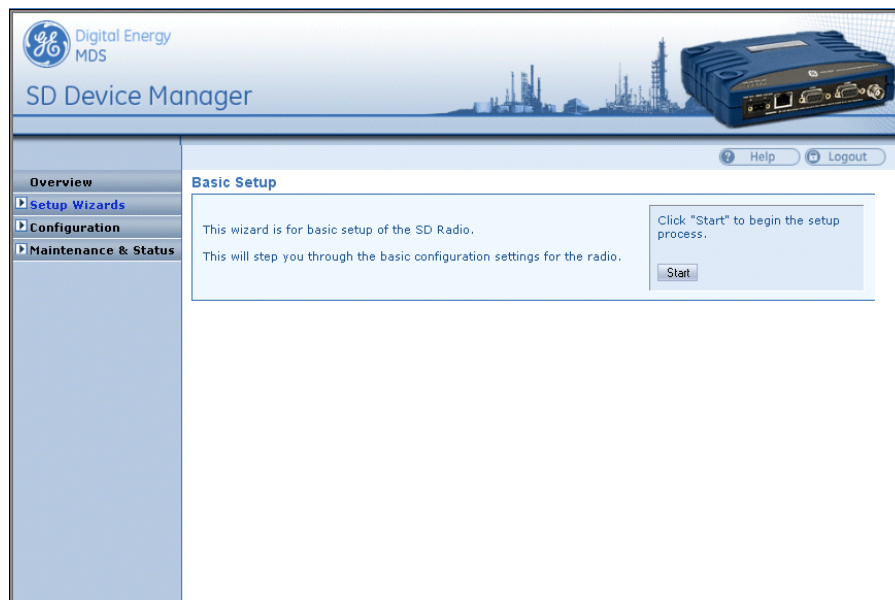 Digital Energy
MDS
SD Device Manager
Help
Logout
Overview
Setup Wizards
Configuration
Maintenance & Status
Basic Setup
This wizard is for basic setup of the SD Radio.
This will step you through the basic configuration settings for the radio.
Click "Start" to begin the setup
process.
Start